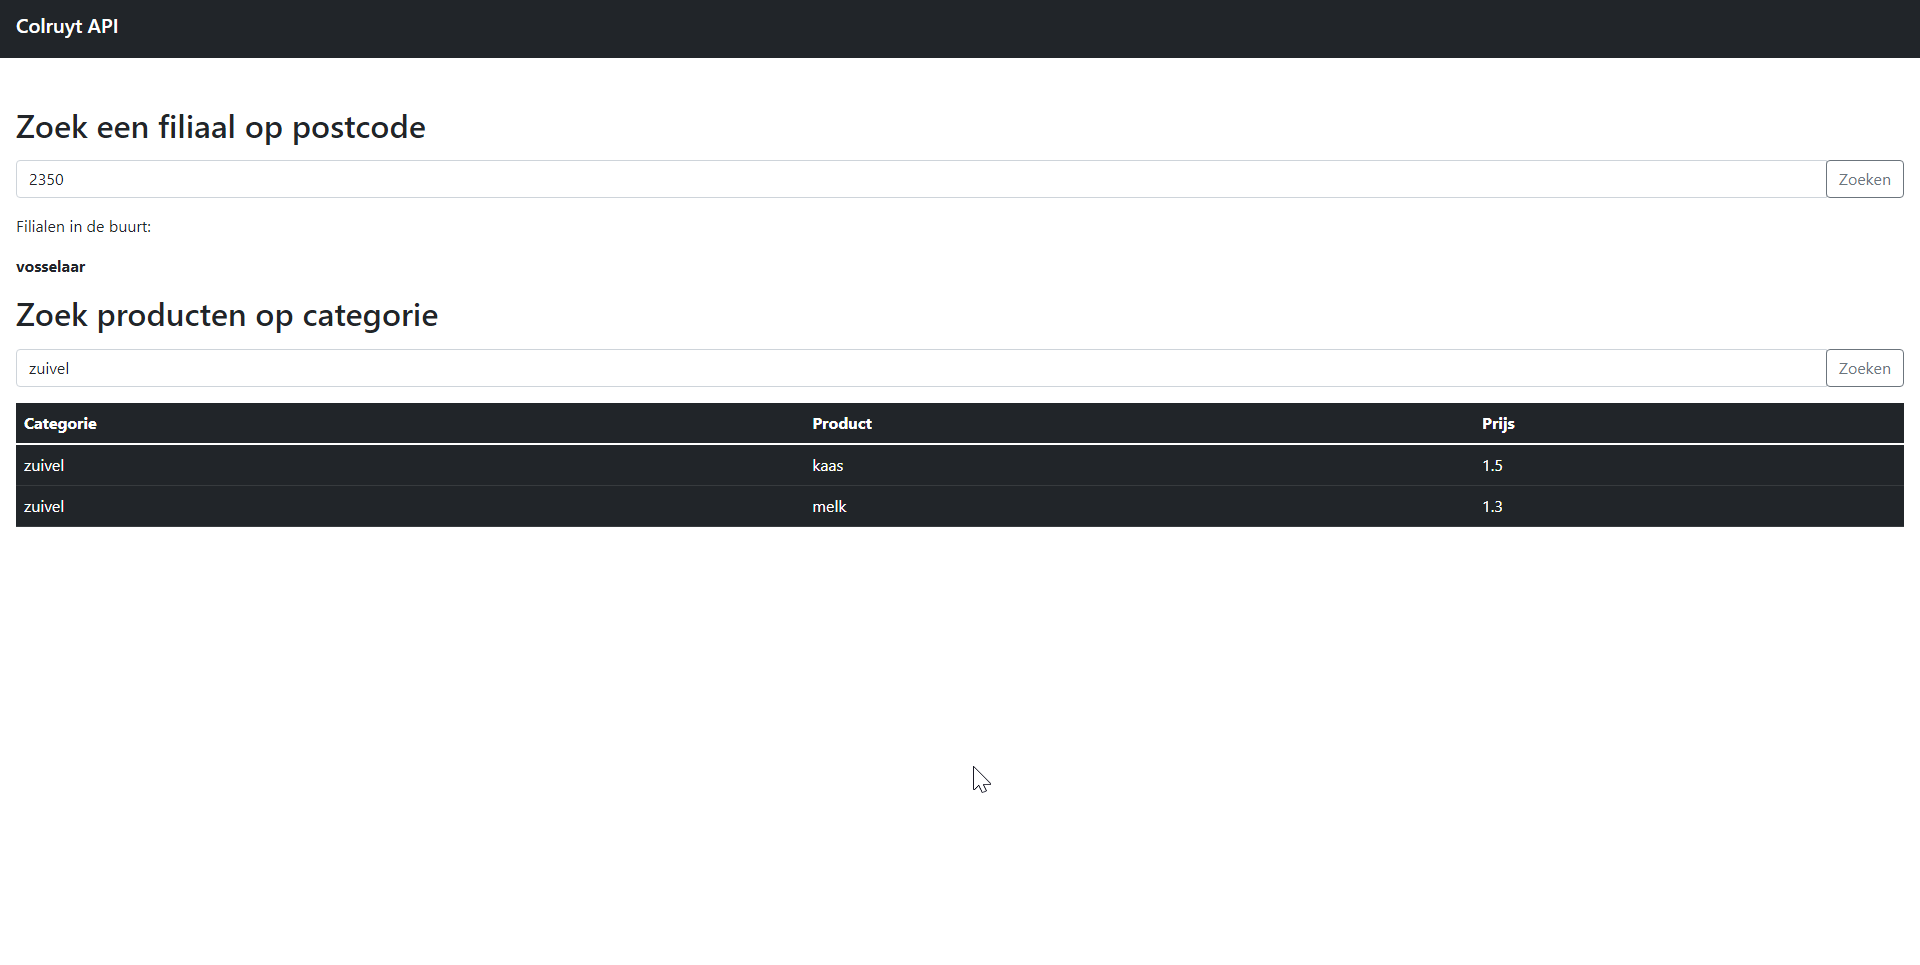 Colruyt API
Zoek een filiaal op postcode
2350 Zoeken
Filialen in de buurt:
vosselaar
Zoek producten op categorie
zuivel Zoeken
Categorie Product Prijs
zuivel kaas 1.5
zuivel melk 1.3